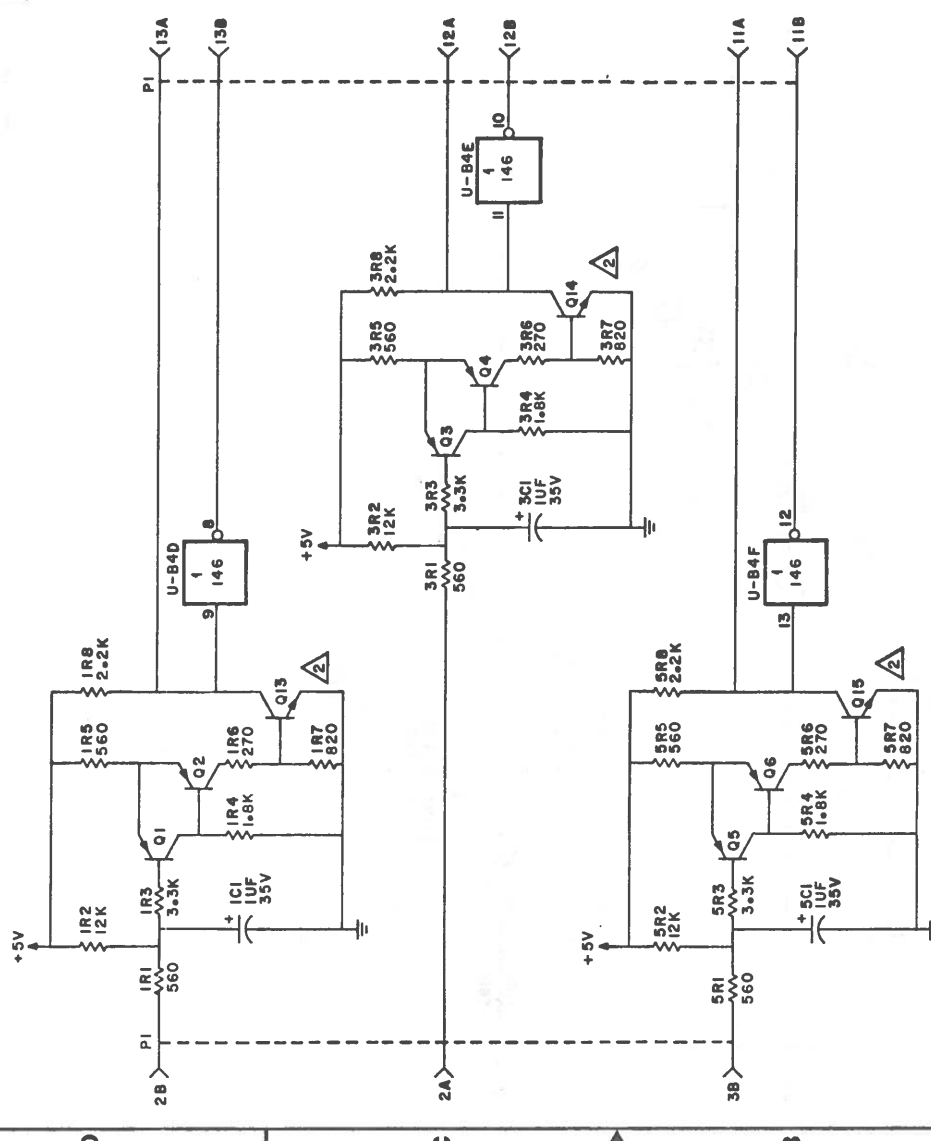 13A
P1
13B
12A
12B
11A
11B
10
U-B4E
1
146
11
3R8
2.2K
3R5
560
Q14
2
3R6
270
3R7
820
Q4
3R4
1.8K
Q3
3R3
3.3K
3R2
12K
+5V
3C1
1UF
35V
+
3R1
560
8
U-B4D
1
146
9
1R8
2.2K
1R5
560
Q13
2
1R6
270
1R7
820
Q2
1R4
1.8K
Q1
1R3
3.3K
1R2
12K
+5V
1C1
1UF
35V
+
1R1
560
12
U-B4F
1
146
13
5R8
2.2K
5R5
560
Q15
2
5R6
270
5R7
820
Q6
5R4
1.8K
Q5
5R3
3.3K
5R2
12K
+5V
5C1
1UF
35V
+
5R1
560
P1
2B
2A
3B